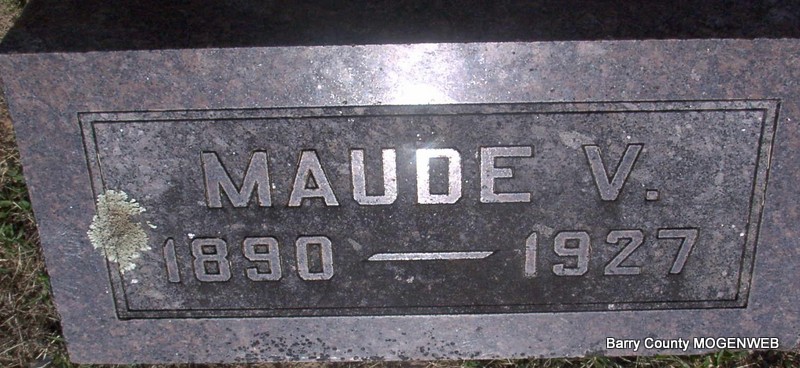 MAUDE V.
1890 — 1927
Barry County MOGENWEB